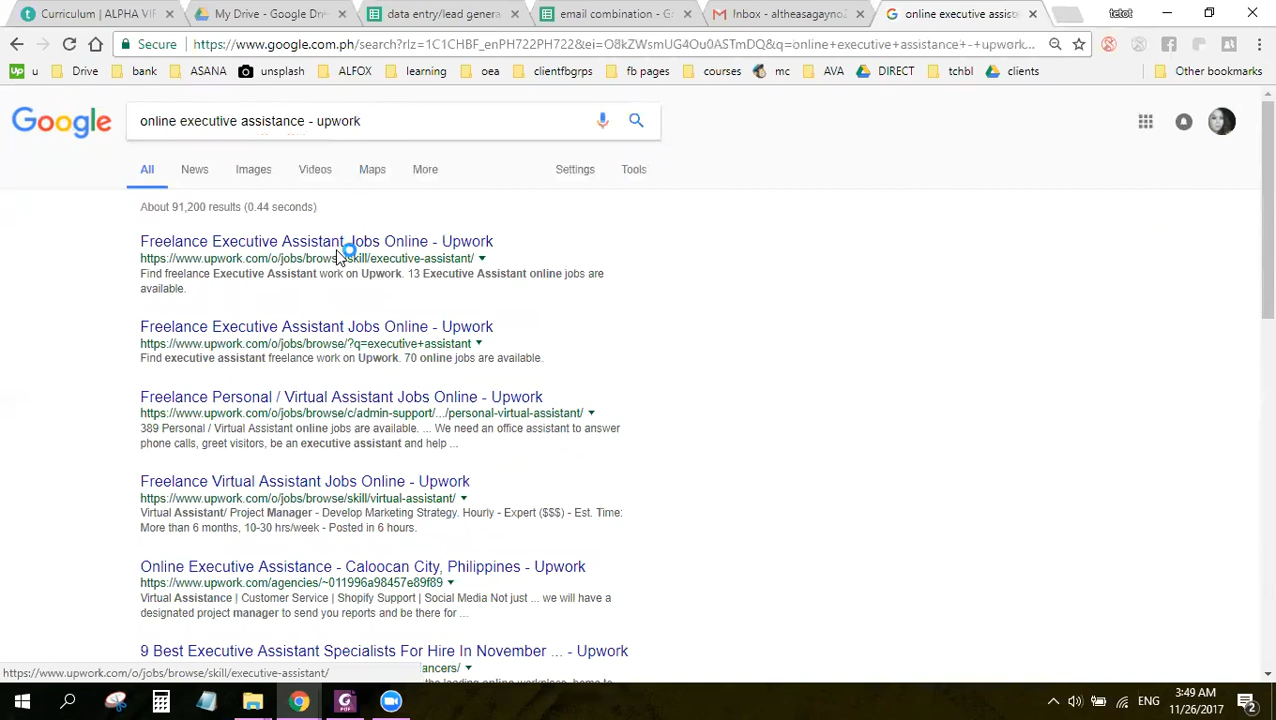 Curriculum | ALPHA VI
My Drive - Google Dri
data entry/lead genera
email combination - G
Inbox - altheasagayno2
online executive assis
tetot
Secure
https://www.google.com.ph/search?rlz=1C1CHBF_enPH722PH722&ei=O8kZWsmUG4Ou0ASTmDQ&q=online+executive+assistance+-+upwork...
Up
u
Drive
bank
ASANA
unsplash
ALFOX
learning
oea
clientfbgrps
fb pages
courses
mc
AVA
DIRECT
tchbl
clients
Other bookmarks
Google
online executive assistance - upwork
All
News
Images
Videos
Maps
More
Settings
Tools
About 91,200 results (0.44 seconds)
Freelance Executive Assistant Jobs Online - Upwork
https://www.upwork.com/o/jobs/browse/skill/executive-assistant/
Find freelance Executive Assistant work on Upwork. 13 Executive Assistant online jobs are
available.
Freelance Executive Assistant Jobs Online - Upwork
https://www.upwork.com/o/jobs/browse/?q=executive+assistant
Find executive assistant freelance work on Upwork. 70 online jobs are available.
Freelance Personal / Virtual Assistant Jobs Online - Upwork
https://www.upwork.com/o/jobs/browse/c/admin-support/.../personal-virtual-assistant/
389 Personal / Virtual Assistant online jobs are available. ... We need an office assistant to answer
phone calls, greet visitors, be an executive assistant and help ...
Freelance Virtual Assistant Jobs Online - Upwork
https://www.upwork.com/o/jobs/browse/skill/virtual-assistant/
Virtual Assistant/ Project Manager - Develop Marketing Strategy. Hourly - Expert ($$$) - Est. Time:
More than 6 months, 10-30 hrs/week - Posted in 6 hours.
Online Executive Assistance - Caloocan City, Philippines - Upwork
https://www.upwork.com/agencies/~011996a98457e89f89
Virtual Assistance | Customer Service | Shopify Support | Social Media Not just ... we will have a
designated project manager to send you reports and be there for ...
9 Best Executive Assistant Specialists For Hire In November ... - Upwork
ancers/
https://www.upwork.com/o/jobs/browse/skill/executive-assistant/
ENG
3:49 AM
11/26/2017
2